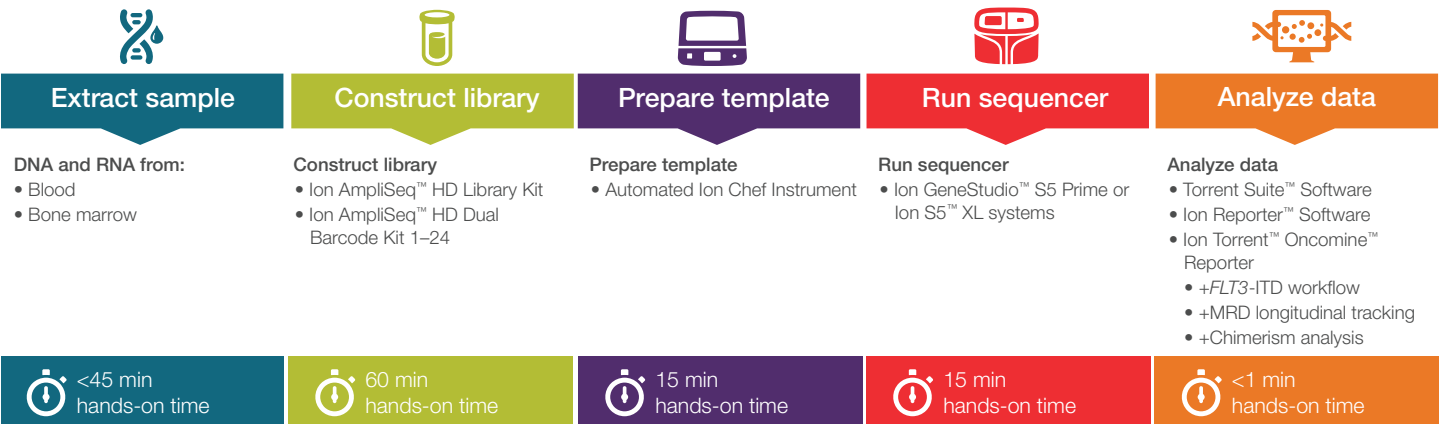 Extract sample
Construct library
Prepare template
Run sequencer
Analyze data
DNA and RNA from:
• Blood
• Bone marrow
Construct library
• Ion AmpliSeq™ HD Library Kit
• Ion AmpliSeq™ HD Dual
Barcode Kit 1–24
Prepare template
• Automated Ion Chef Instrument
Run sequencer
• Ion GeneStudio™ S5 Prime or
Ion S5™ XL systems
Analyze data
• Torrent Suite™ Software
• Ion Reporter™ Software
• Ion Torrent™ Oncomine™
Reporter
• +FLT3-ITD workflow
• +MRD longitudinal tracking
• +Chimerism analysis
<45 min
hands-on time
60 min
hands-on time
15 min
hands-on time
15 min
hands-on time
<1 min
hands-on time